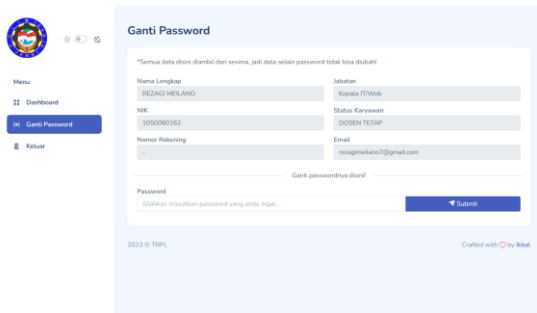 Ganti Password
*Semua data disini diambil dari sevima, jadi data selain password tidak bisa diubah!
Menu
Dashboard
Ganti Password
Keluar
Nama Lengkap
REZAGI MEILANO
Jabatan
Kepala IT/Web
NIK
1050060162
Status Karyawan
DOSEN TETAP
Nomor Rekening
-
Email
rezagimeilano7@gmail.com
Ganti passwordnya disini!
Password
Silahkan masukkan password yang anda ingat..
Submit
2023 © TRPL
Crafted with by Ikbal